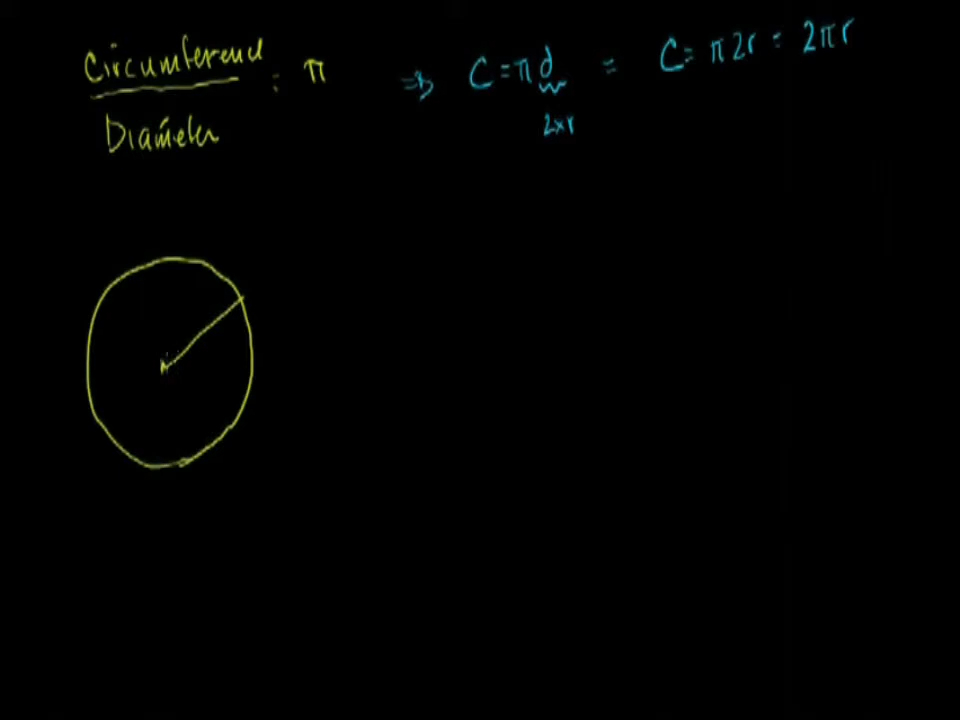 Circumference
Diameter
= π
⇒ C = πd = C = π2r = 2πr
2×r